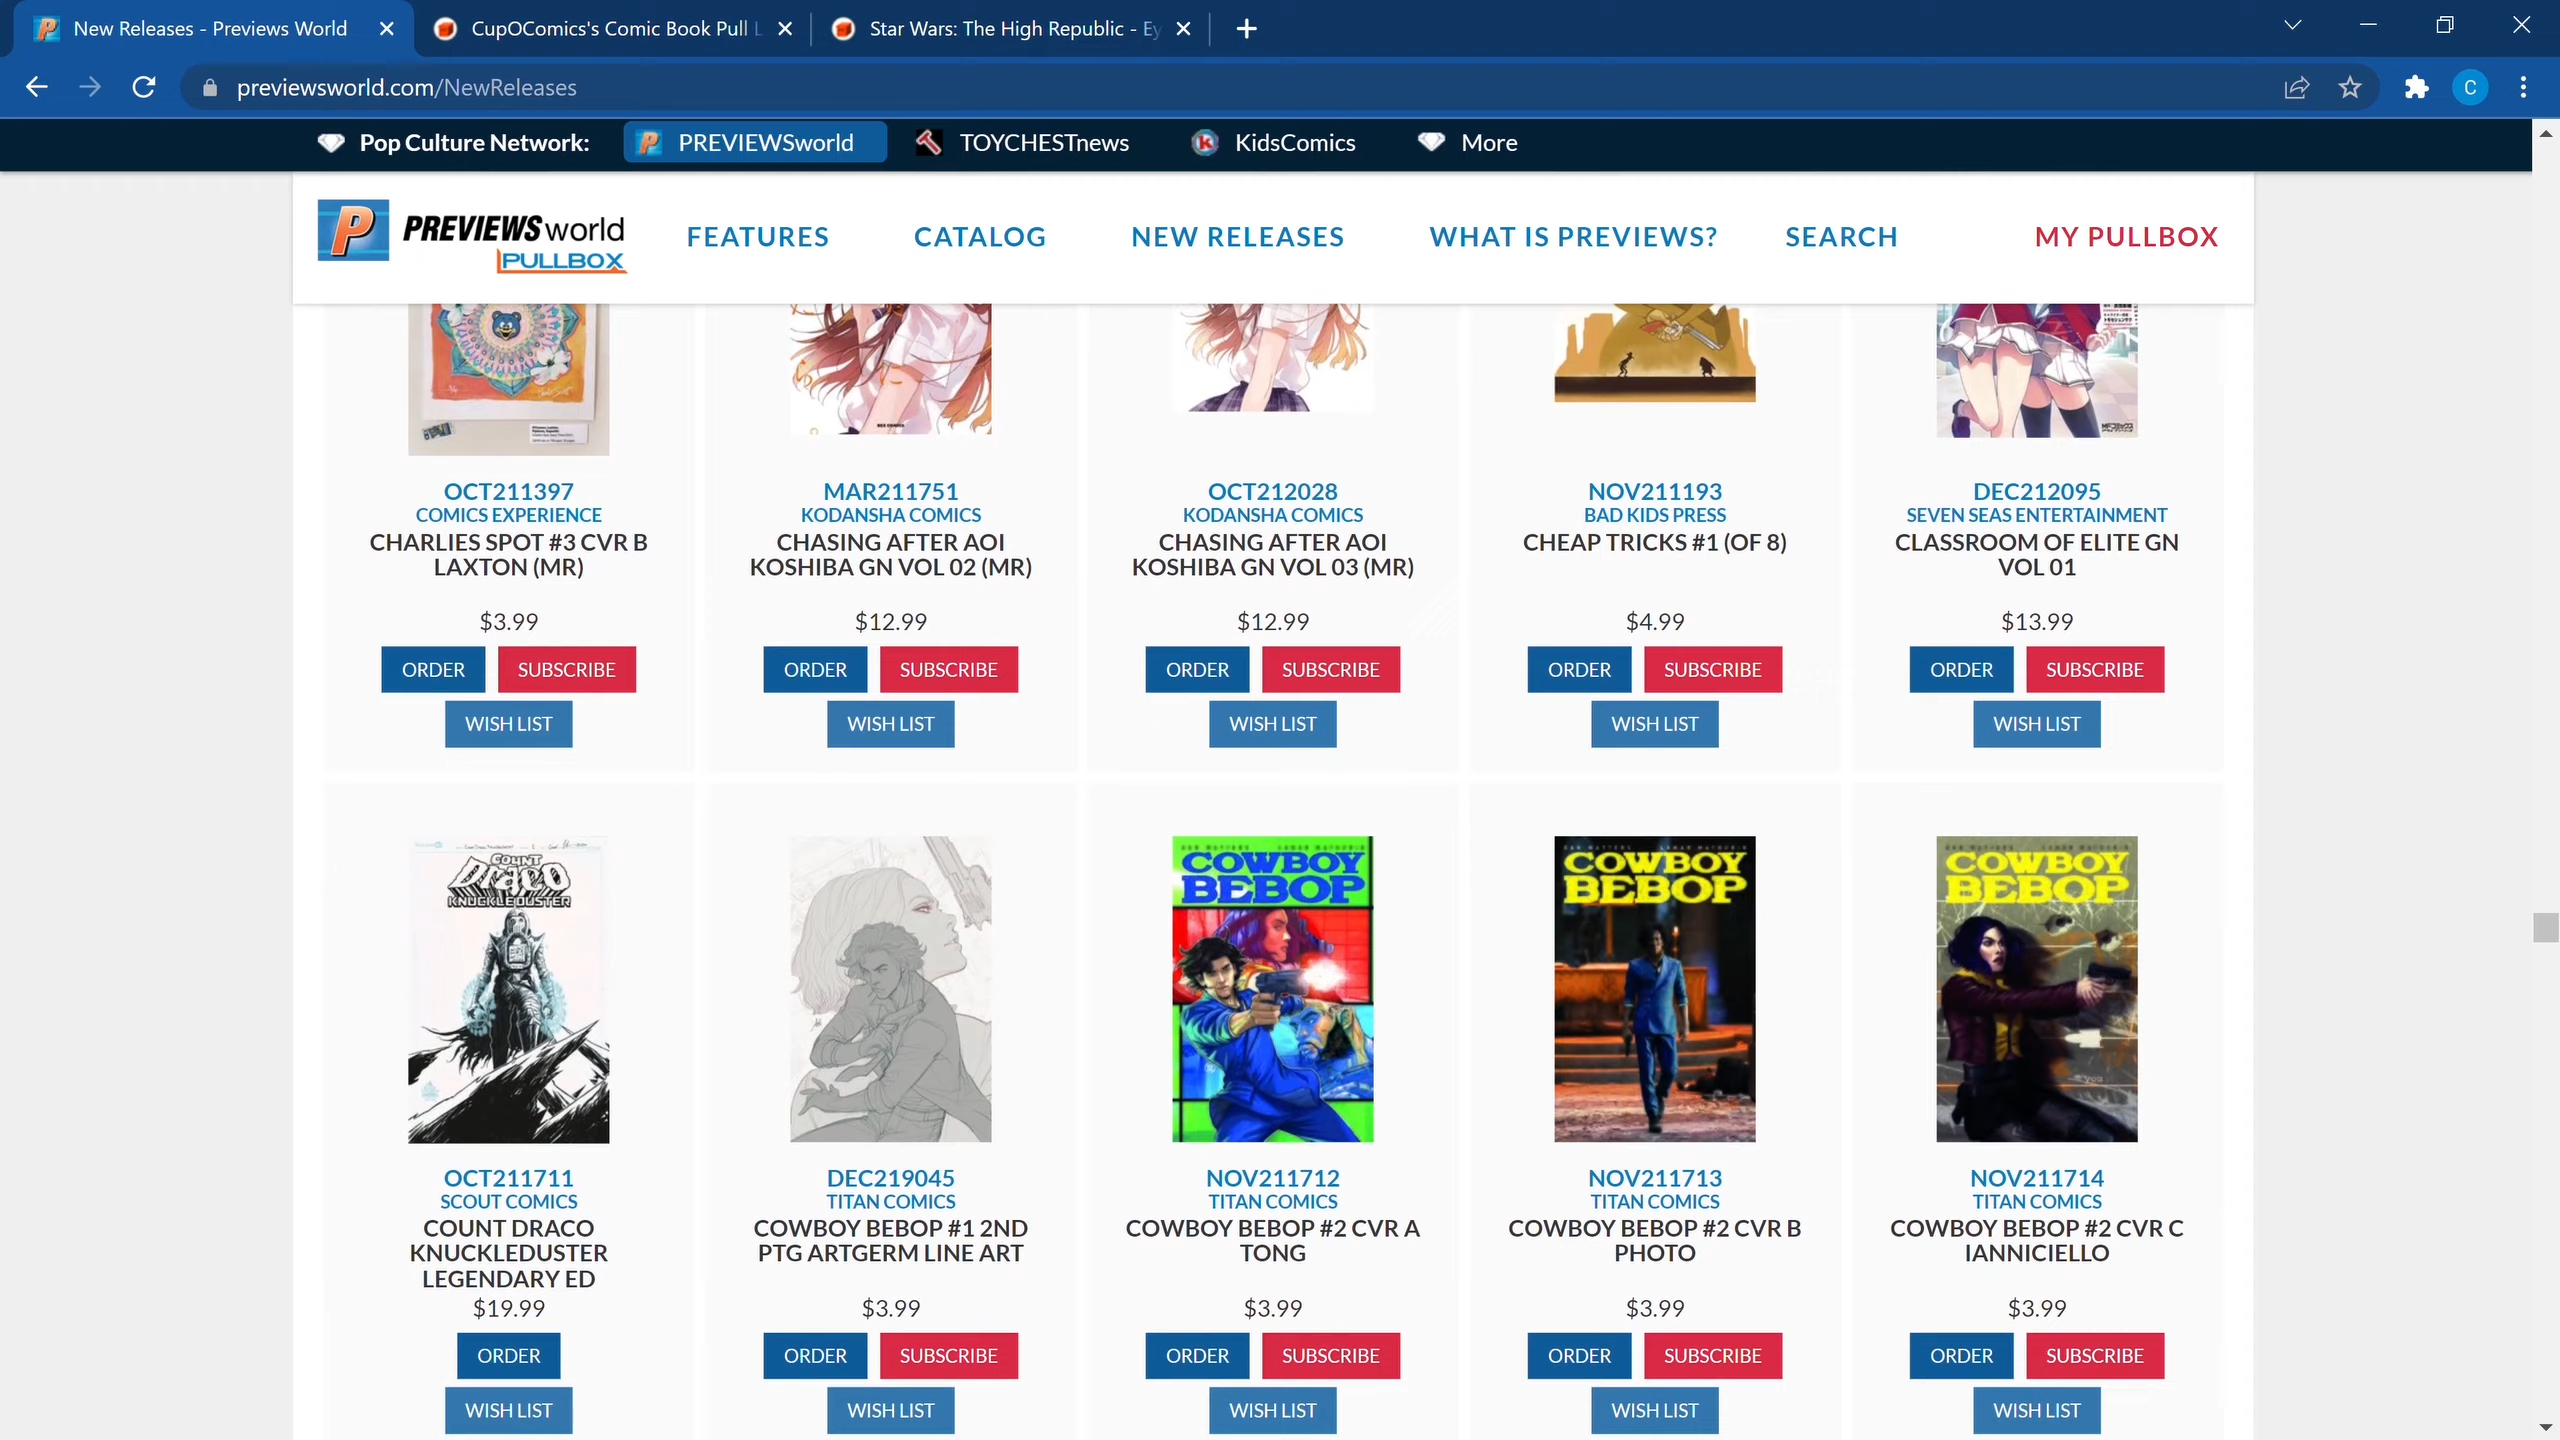 New Releases - Previews World
CupOComics's Comic Book Pull L
Star Wars: The High Republic - Ey
previewsworld.com/NewReleases
C
Pop Culture Network:
PREVIEWSworld
TOYCHESTnews
KidsComics
More
P PREVIEWSworld
PULLBOX
FEATURES
CATALOG
NEW RELEASES
WHAT IS PREVIEWS?
SEARCH
MY PULLBOX
OCT211397
COMICS EXPERIENCE
CHARLIES SPOT #3 CVR B
LAXTON (MR)
$3.99
ORDER
SUBSCRIBE
WISH LIST
MAR211751
KODANSHA COMICS
CHASING AFTER AOI
KOSHIBA GN VOL 02 (MR)
$12.99
ORDER
SUBSCRIBE
WISH LIST
OCT212028
KODANSHA COMICS
CHASING AFTER AOI
KOSHIBA GN VOL 03 (MR)
$12.99
ORDER
SUBSCRIBE
WISH LIST
NOV211193
BAD KIDS PRESS
CHEAP TRICKS #1 (OF 8)
$4.99
ORDER
SUBSCRIBE
WISH LIST
DEC212095
SEVEN SEAS ENTERTAINMENT
CLASSROOM OF ELITE GN
VOL 01
$13.99
ORDER
SUBSCRIBE
WISH LIST
COUNT
Draco
KNUCKLEDUSTER
OCT211711
SCOUT COMICS
COUNT DRACO
KNUCKLEDUSTER
LEGENDARY ED
$19.99
ORDER
WISH LIST
DEC219045
TITAN COMICS
COWBOY BEBOP #1 2ND
PTG ARTGERM LINE ART
$3.99
ORDER
SUBSCRIBE
WISH LIST
COWBOY
BEBOP
NOV211712
TITAN COMICS
COWBOY BEBOP #2 CVR A
TONG
$3.99
ORDER
SUBSCRIBE
WISH LIST
COWBOY
BEBOP
NOV211713
TITAN COMICS
COWBOY BEBOP #2 CVR B
PHOTO
$3.99
ORDER
SUBSCRIBE
WISH LIST
COWBOY
BEBOP
NOV211714
TITAN COMICS
COWBOY BEBOP #2 CVR C
IANNICIELLO
$3.99
ORDER
SUBSCRIBE
WISH LIST